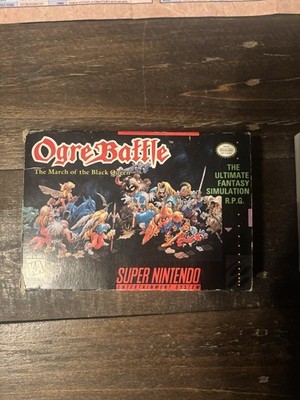 Ogre Battle
The March of the Black Queen
THE
ULTIMATE
FANTASY
SIMULATION
R.P.G.
SUPER NINTENDO
ENTERTAINMENT SYSTEM